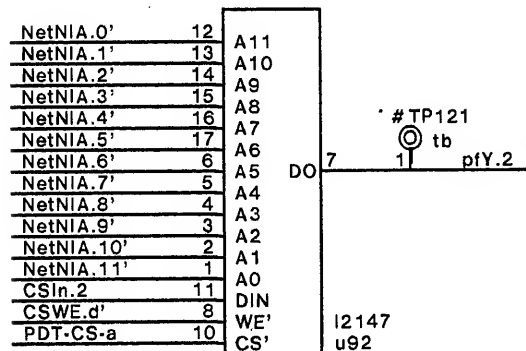 NetNIA.0' 12 A11
NetNIA.1' 13 A10
NetNIA.2' 14 A9
NetNIA.3' 15 A8
NetNIA.4' 16 A7
NetNIA.5' 17 A6
NetNIA.6' 6 A5 DO 7 1 pfY.2
#TP121
tb
NetNIA.7' 5 A4
NetNIA.8' 4 A3
NetNIA.9' 3 A2
NetNIA.10' 2 A1
NetNIA.11' 1 A0
CSIn.2 11 DIN
CSWE.d' 8 WE' I2147
PDT-CS-a 10 CS' u92